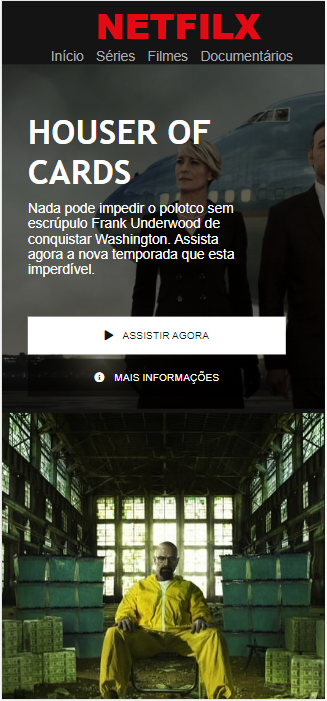 NETFILX
Início Séries Filmes Documentários
HOUSER OF
CARDS
Nada pode impedir o polotco sem
escrúpulo Frank Underwood de
conquistar Washington. Assista
agora a nova temporada que esta
imperdível.
ASSISTIR AGORA
MAIS INFORMAÇÕES